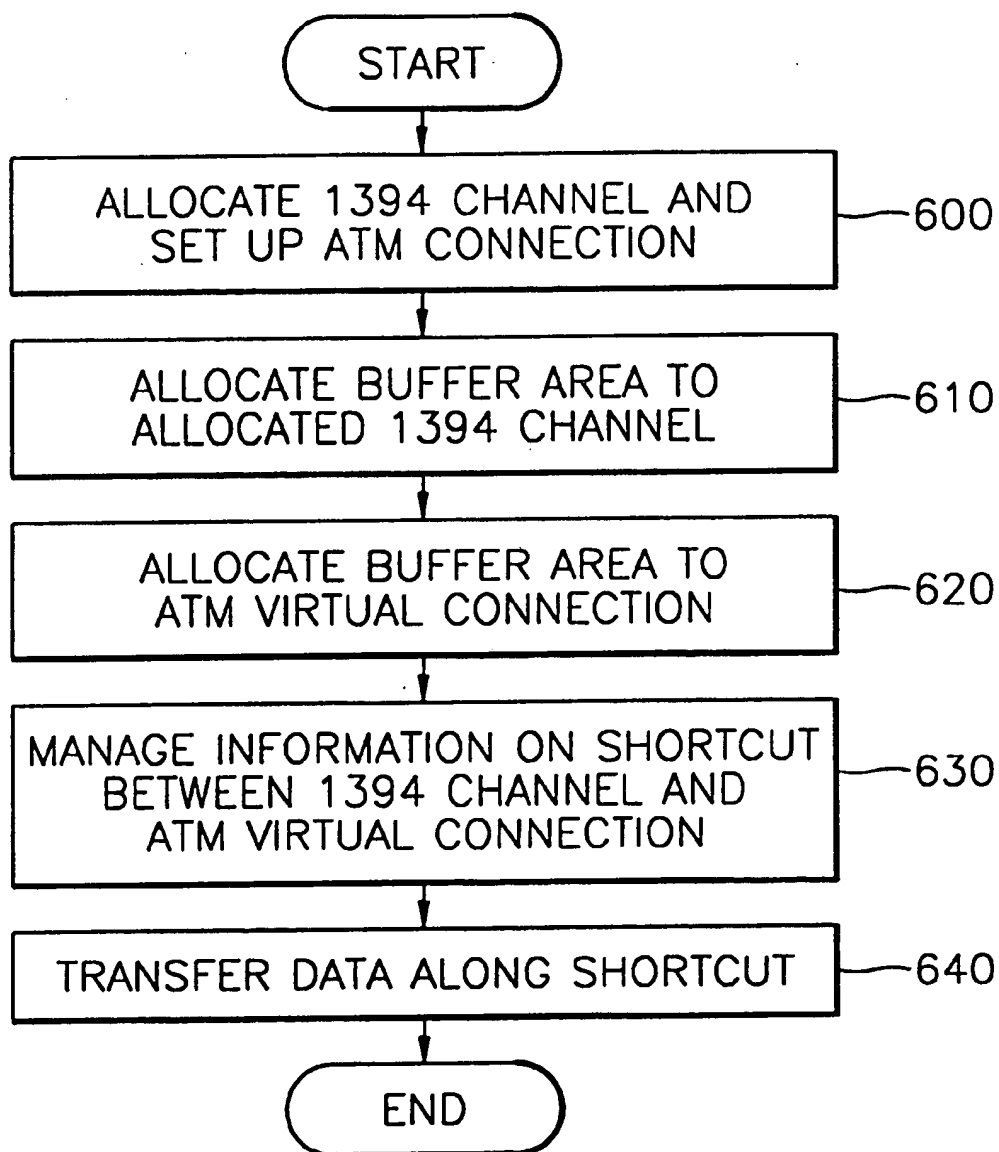 START
ALLOCATE 1394 CHANNEL AND
SET UP ATM CONNECTION
600
ALLOCATE BUFFER AREA TO
ALLOCATED 1394 CHANNEL
610
ALLOCATE BUFFER AREA TO
ATM VIRTUAL CONNECTION
620
MANAGE INFORMATION ON SHORTCUT
BETWEEN 1394 CHANNEL AND
ATM VIRTUAL CONNECTION
630
TRANSFER DATA ALONG SHORTCUT
640
END